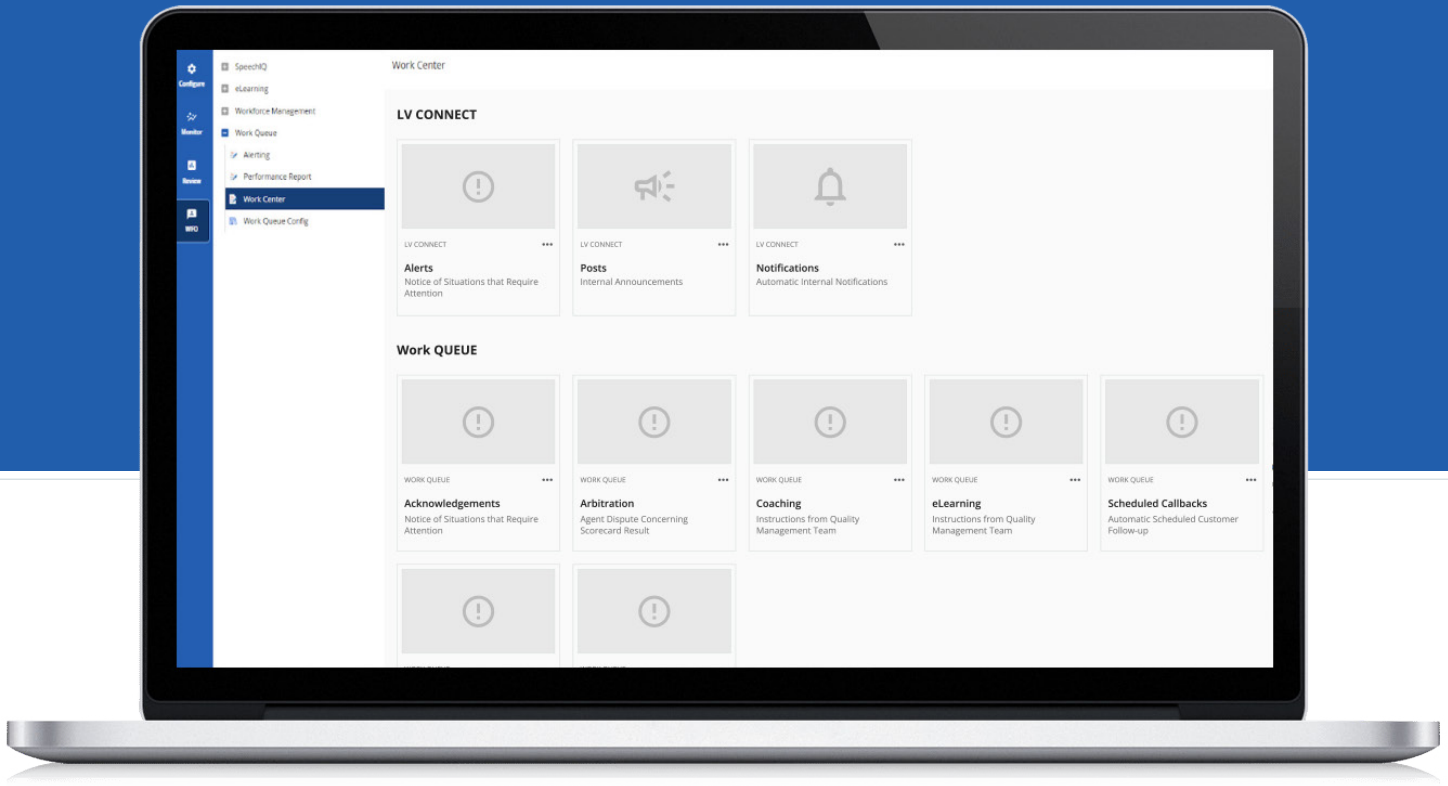 Configure
Monitor
Review
WFO
SpeechIQ
eLearning
Workforce Management
Work Queue
Alerting
Performance Report
Work Center
Work Queue Config
Work Center
LV CONNECT
LV CONNECT
LV CONNECT
LV CONNECT
Alerts
Notice of Situations that Require
Attention
Posts
Internal Announcements
Notifications
Automatic Internal Notifications
Work QUEUE
WORK QUEUE
Acknowledgements
Notice of Situations that Require
Attention
WORK QUEUE
Arbitration
Agent Dispute Concerning
Scorecard Result
WORK QUEUE
Coaching
Instructions from Quality
Management Team
WORK QUEUE
eLearning
Instructions from Quality
Management Team
WORK QUEUE
Scheduled Callbacks
Automatic Scheduled Customer
Follow-up